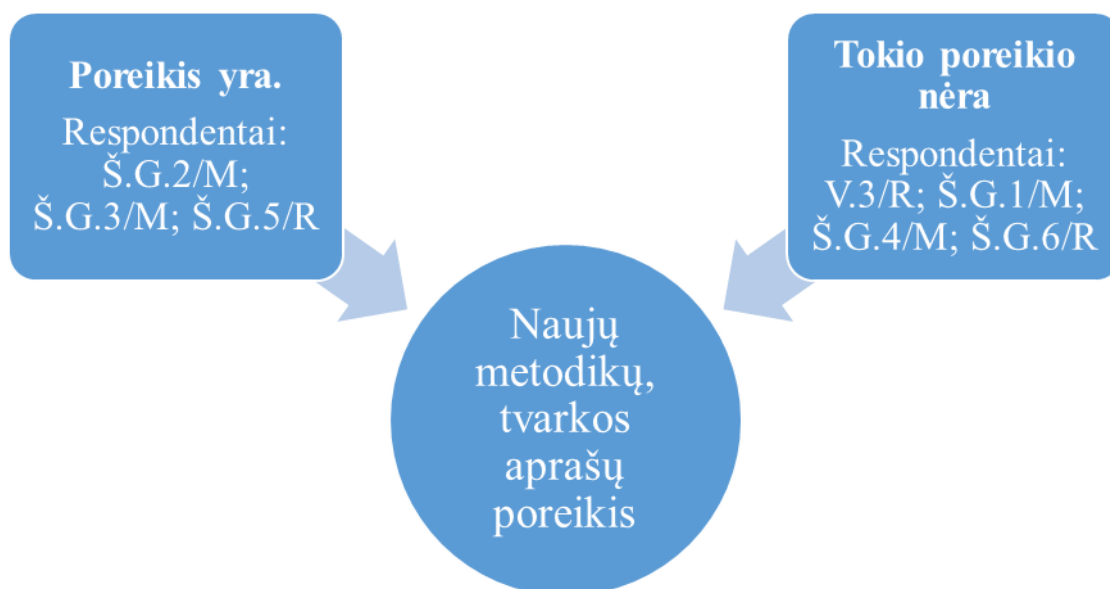 Poreikis yra.
Respondentai:
Š.G.2/M;
Š.G.3/M; Š.G.5/R
Tokio poreikio
nėra
Respondentai:
V.3/R; Š.G.1/M;
Š.G.4/M; Š.G.6/R
Naujų
metodikų,
tvarkos
aprašų
poreikis